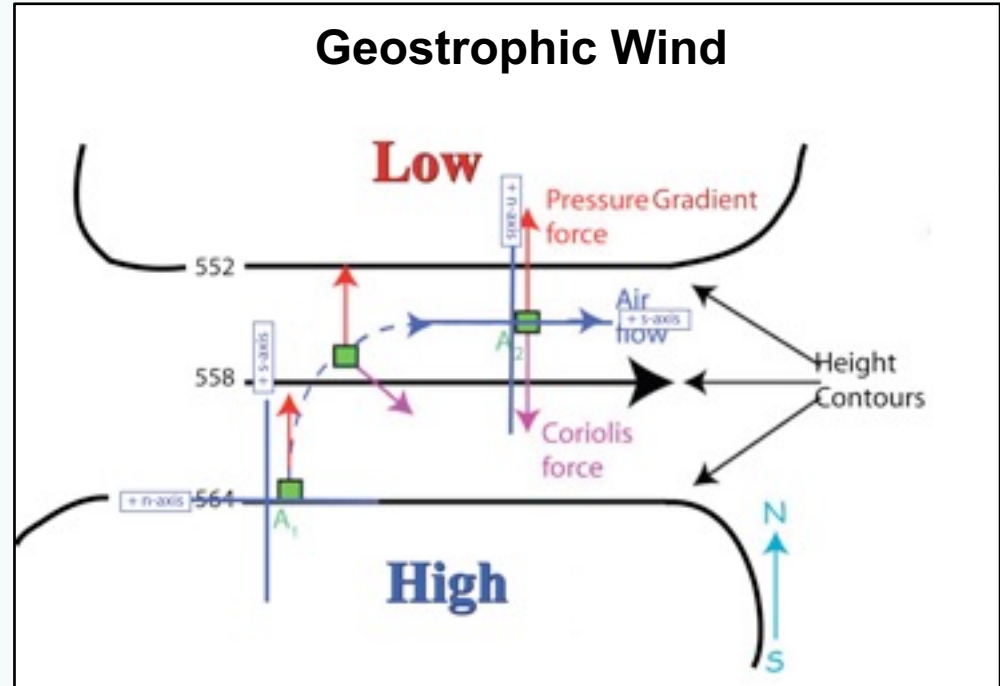 Geostrophic Wind
Low
+ n-axis
Pressure Gradient
force
552
Air
+ s-axis
flow
A2
+ s-axis
558
Height
Contours
Coriolis
force
+ n-axis
564
A1
N
High
S